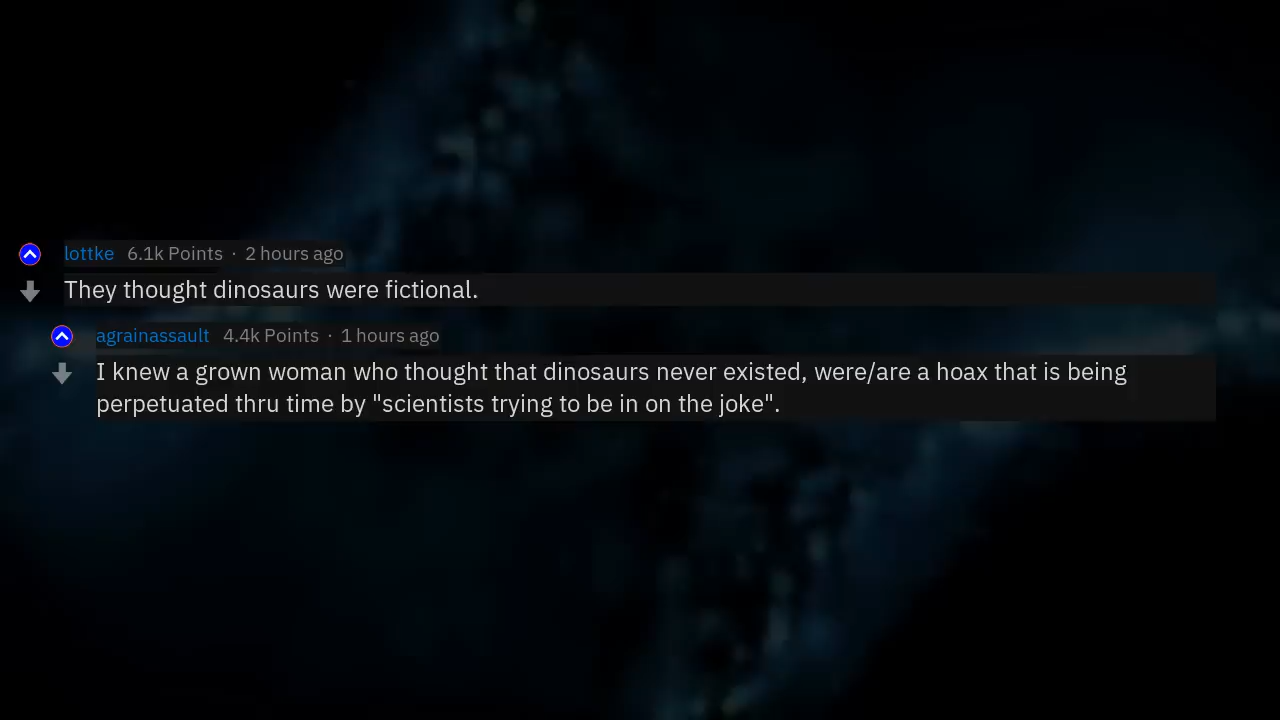 lottke 6.1k Points · 2 hours ago
They thought dinosaurs were fictional.
agrainassault 4.4k Points · 1 hours ago
I knew a grown woman who thought that dinosaurs never existed, were/are a hoax that is being
perpetuated thru time by "scientists trying to be in on the joke".